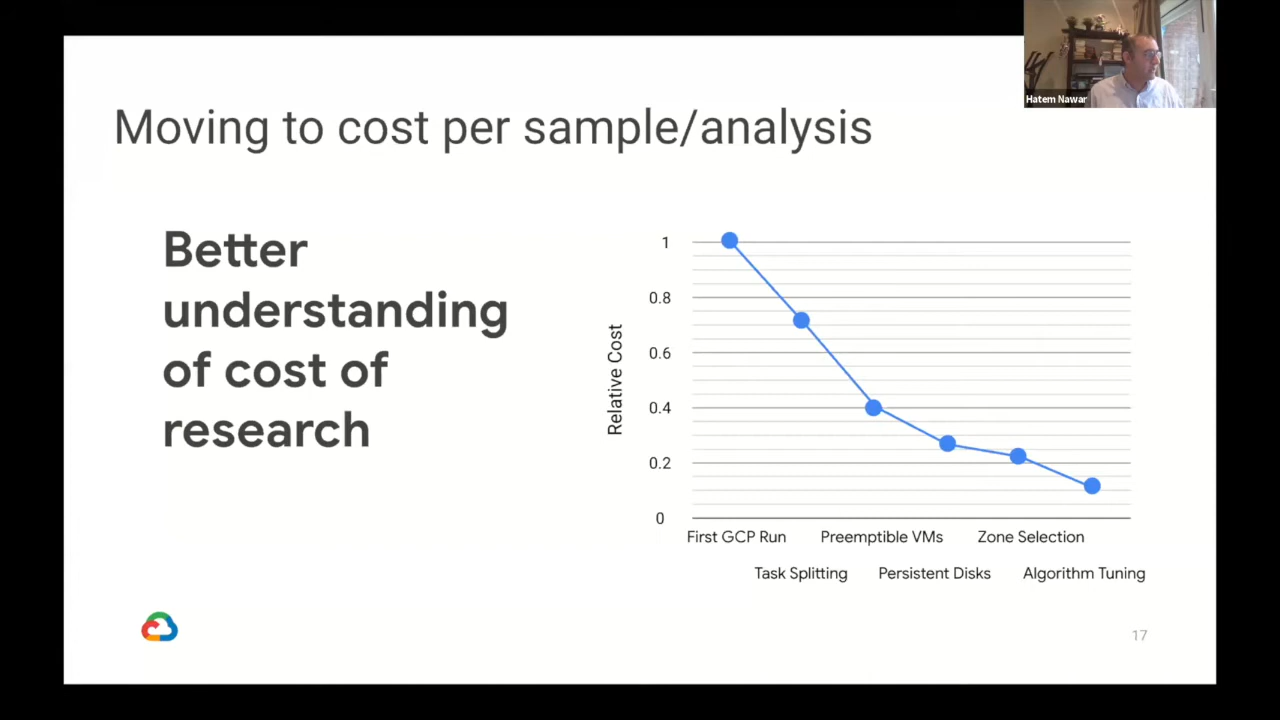 Hatem Nawar
Moving to cost per sample/analysis
Better
understanding
of cost of
research
Relative Cost
1
0.8
0.6
0.4
0.2
0
First GCP Run
Task Splitting
Preemptible VMs
Persistent Disks
Zone Selection
Algorithm Tuning
17